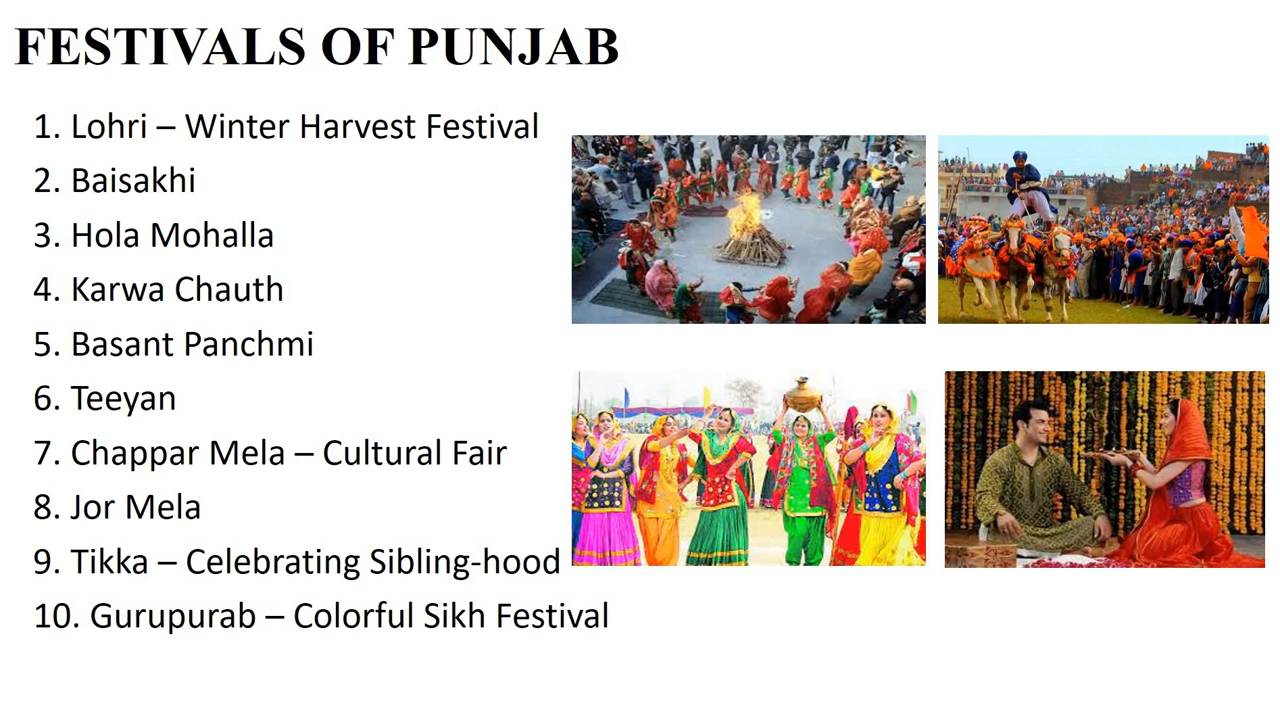 FESTIVALS OF PUNJAB
1. Lohri – Winter Harvest Festival
2. Baisakhi
3. Hola Mohalla
4. Karwa Chauth
5. Basant Panchmi
6. Teeyan
7. Chappar Mela – Cultural Fair
8. Jor Mela
9. Tikka – Celebrating Sibling-hood
10. Gurupurab – Colorful Sikh Festival